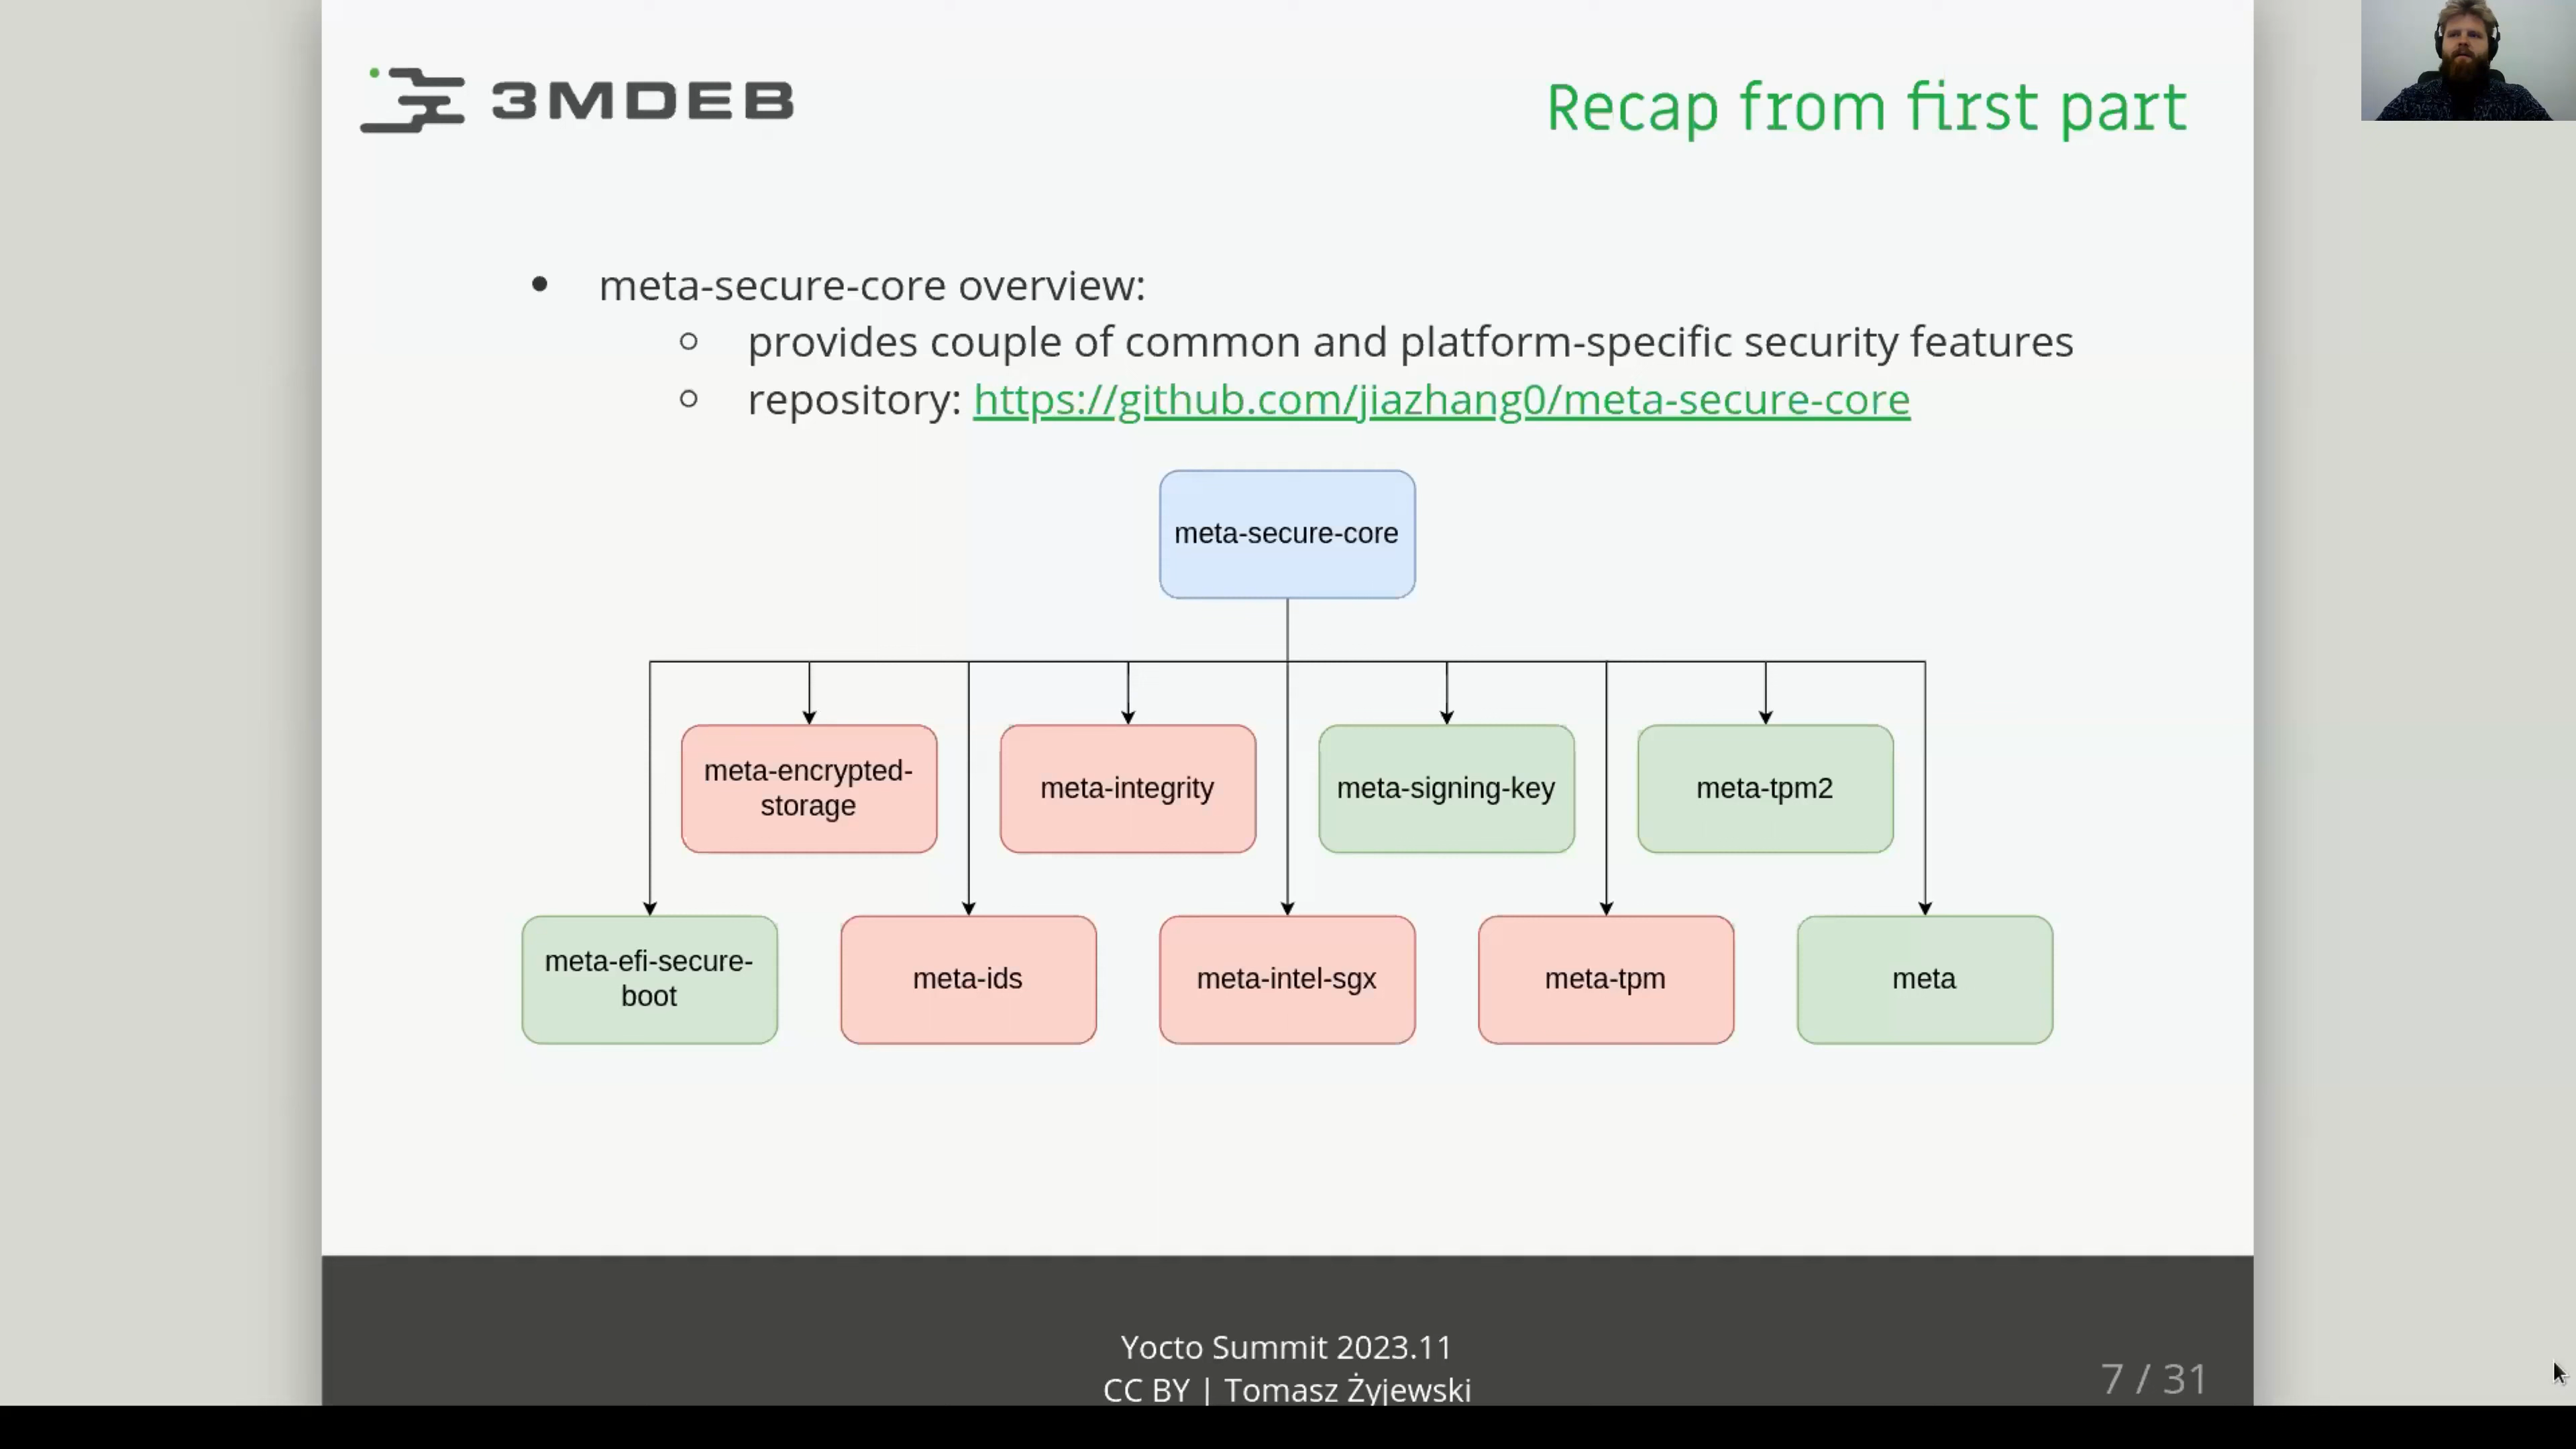 3MDEB
Recap from first part
meta-secure-core overview:
provides couple of common and platform-specific security features
repository: https://github.com/jiazhang0/meta-secure-core
meta-secure-core
meta-encrypted-
storage
meta-integrity
meta-signing-key
meta-tpm2
meta-efi-secure-
boot
meta-ids
meta-intel-sgx
meta-tpm
meta
Yocto Summit 2023.11
CC BY | Tomasz Żyjewski
7 / 31